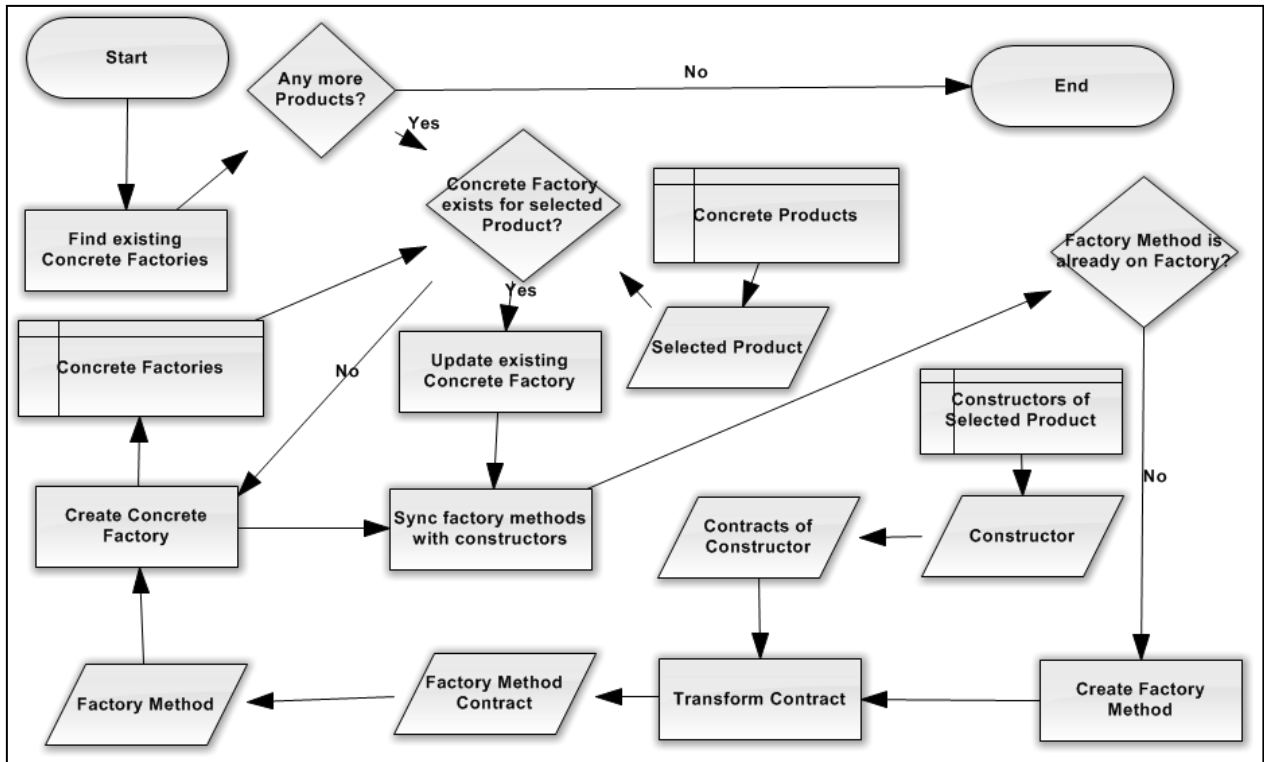 Start
Any more
Products?
No
End
Yes
Concrete Factory
exists for selected
Product?
Concrete Products
Factory Method is
already on Factory?
Find existing
Concrete Factories
Yes
Selected Product
Concrete Factories
No
Update existing
Concrete Factory
Constructors of
Selected Product
No
Create Concrete
Factory
Sync factory methods
with constructors
Contracts of
Constructor
Constructor
Factory Method
Factory Method
Contract
Transform Contract
Create Factory
Method